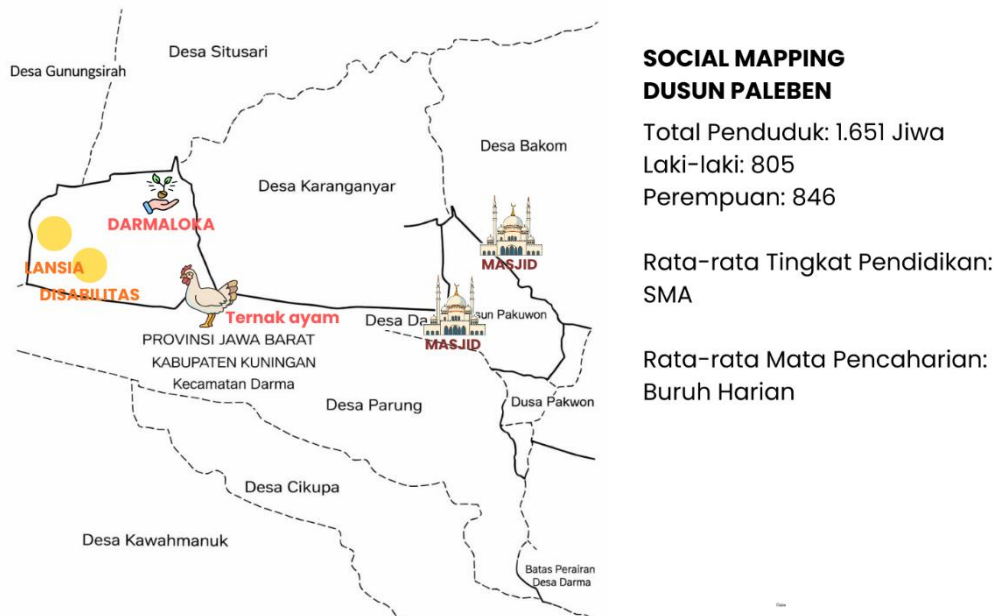 Desa Situsari
Desa Gunungsirah
Desa Bakom
Desa Karanganyar
DARMALOKA
MASJID
LANSIA
DISABILITAS
Ternak ayam
Desa Da
sun Pakuwon
MASJID
PROVINSI JAWA BARAT
KABUPATEN KUNINGAN
Kecamatan Darma
Desa Parung
Dusa Pakwon
Desa Cikupa
Desa Kawahmanuk
Batas Perairan
Desa Darma
SOCIAL MAPPING
DUSUN PALEBEN
Total Penduduk: 1.651 Jiwa
Laki-laki: 805
Perempuan: 846
Rata-rata Tingkat Pendidikan:
SMA
Rata-rata Mata Pencaharian:
Buruh Harian